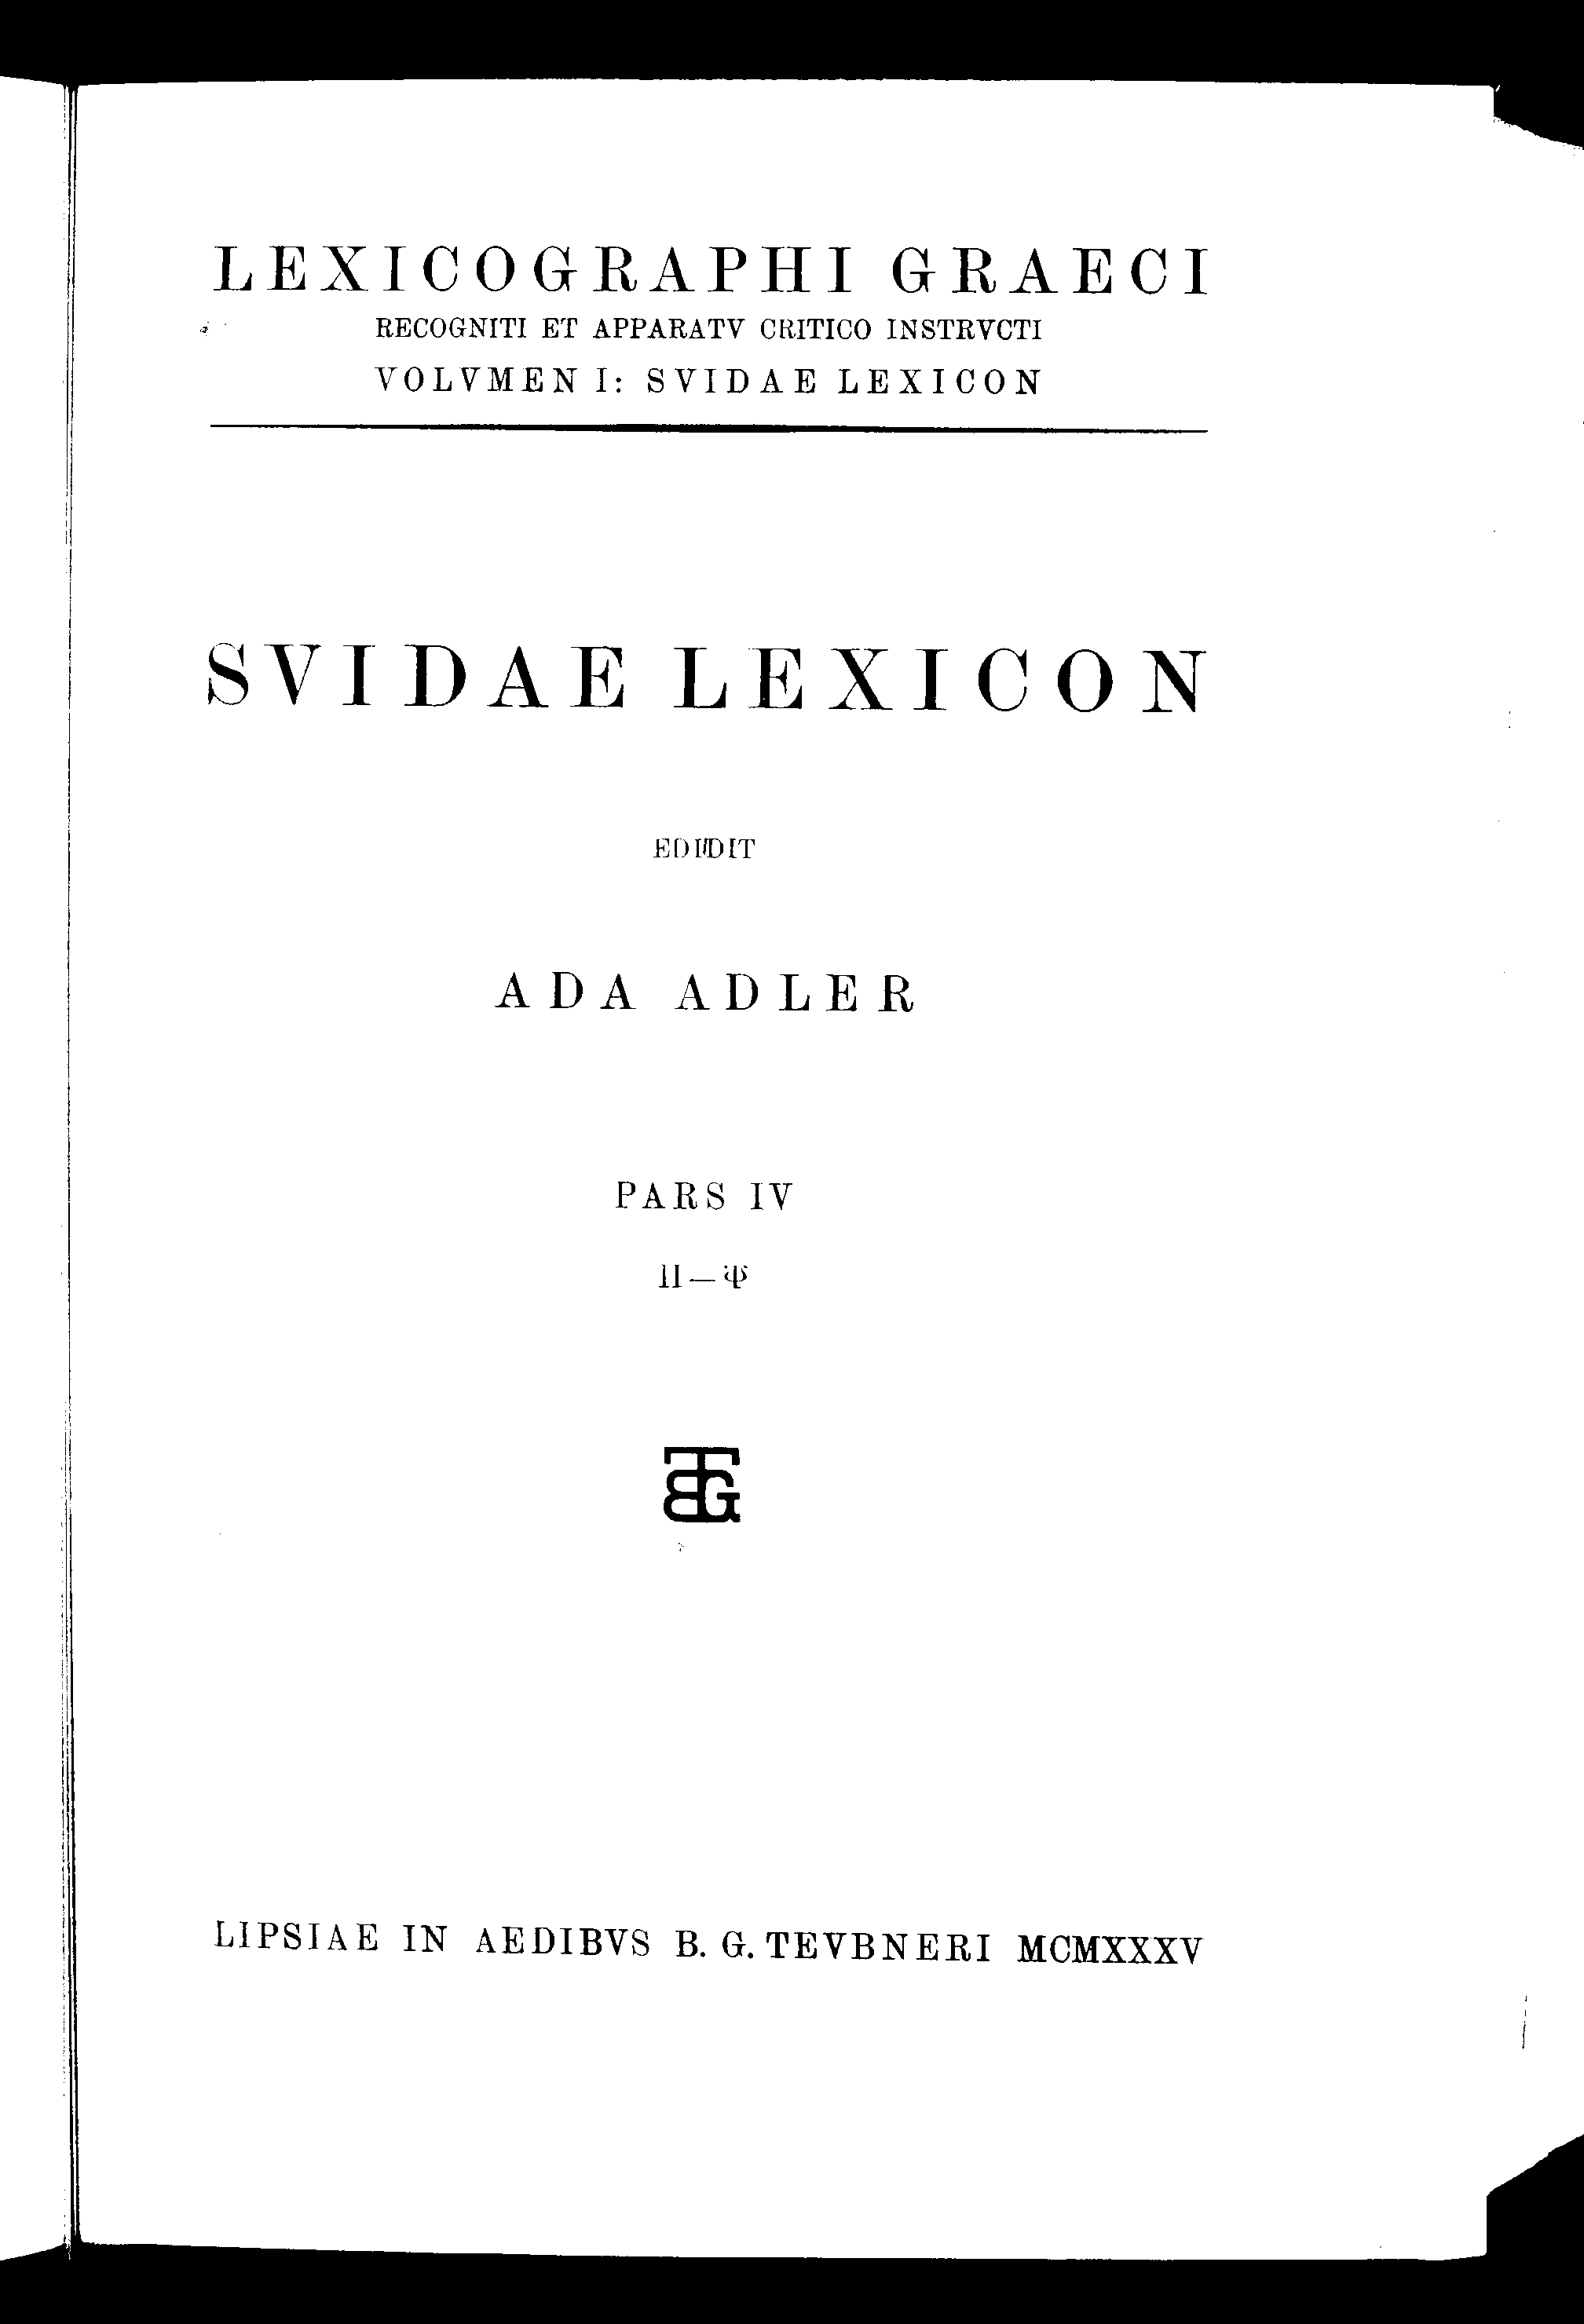 LEXICOGRAPHI GRAECI
RECOGNITI ET APPARATV CRITICO INSTRVCTI
VOLVMEN I: SVIDAE LEXICON
SVIDAE LEXICON
EDIDIT
ADA ADLER
PARS IV
Π—Ψ
BTG
LIPSIAE IN AEDIBVS B. G. TEVBNERI MCMXXXV